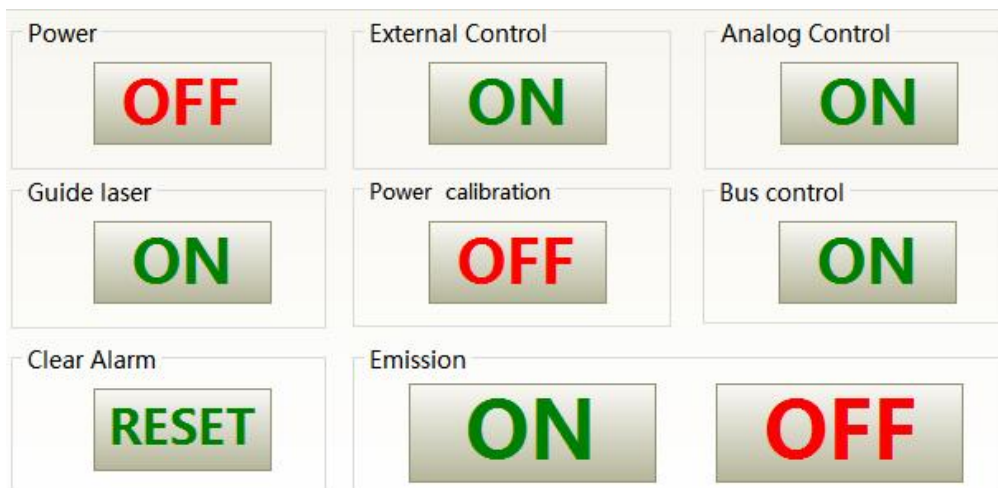 Power External Control Analog Control
OFF ON ON
Guide laser Power calibration Bus control
ON OFF ON
Clear Alarm Emission
RESET ON OFF